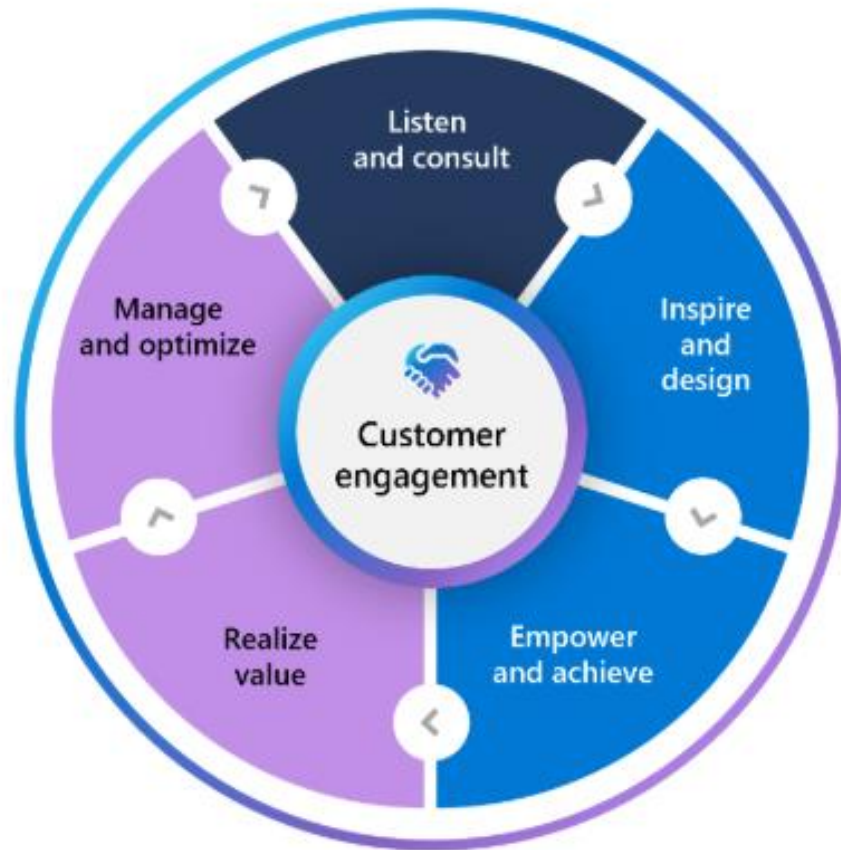 Listen
and consult
Inspire
and
design
Empower
and achieve
Realize
value
Manage
and optimize
Customer
engagement